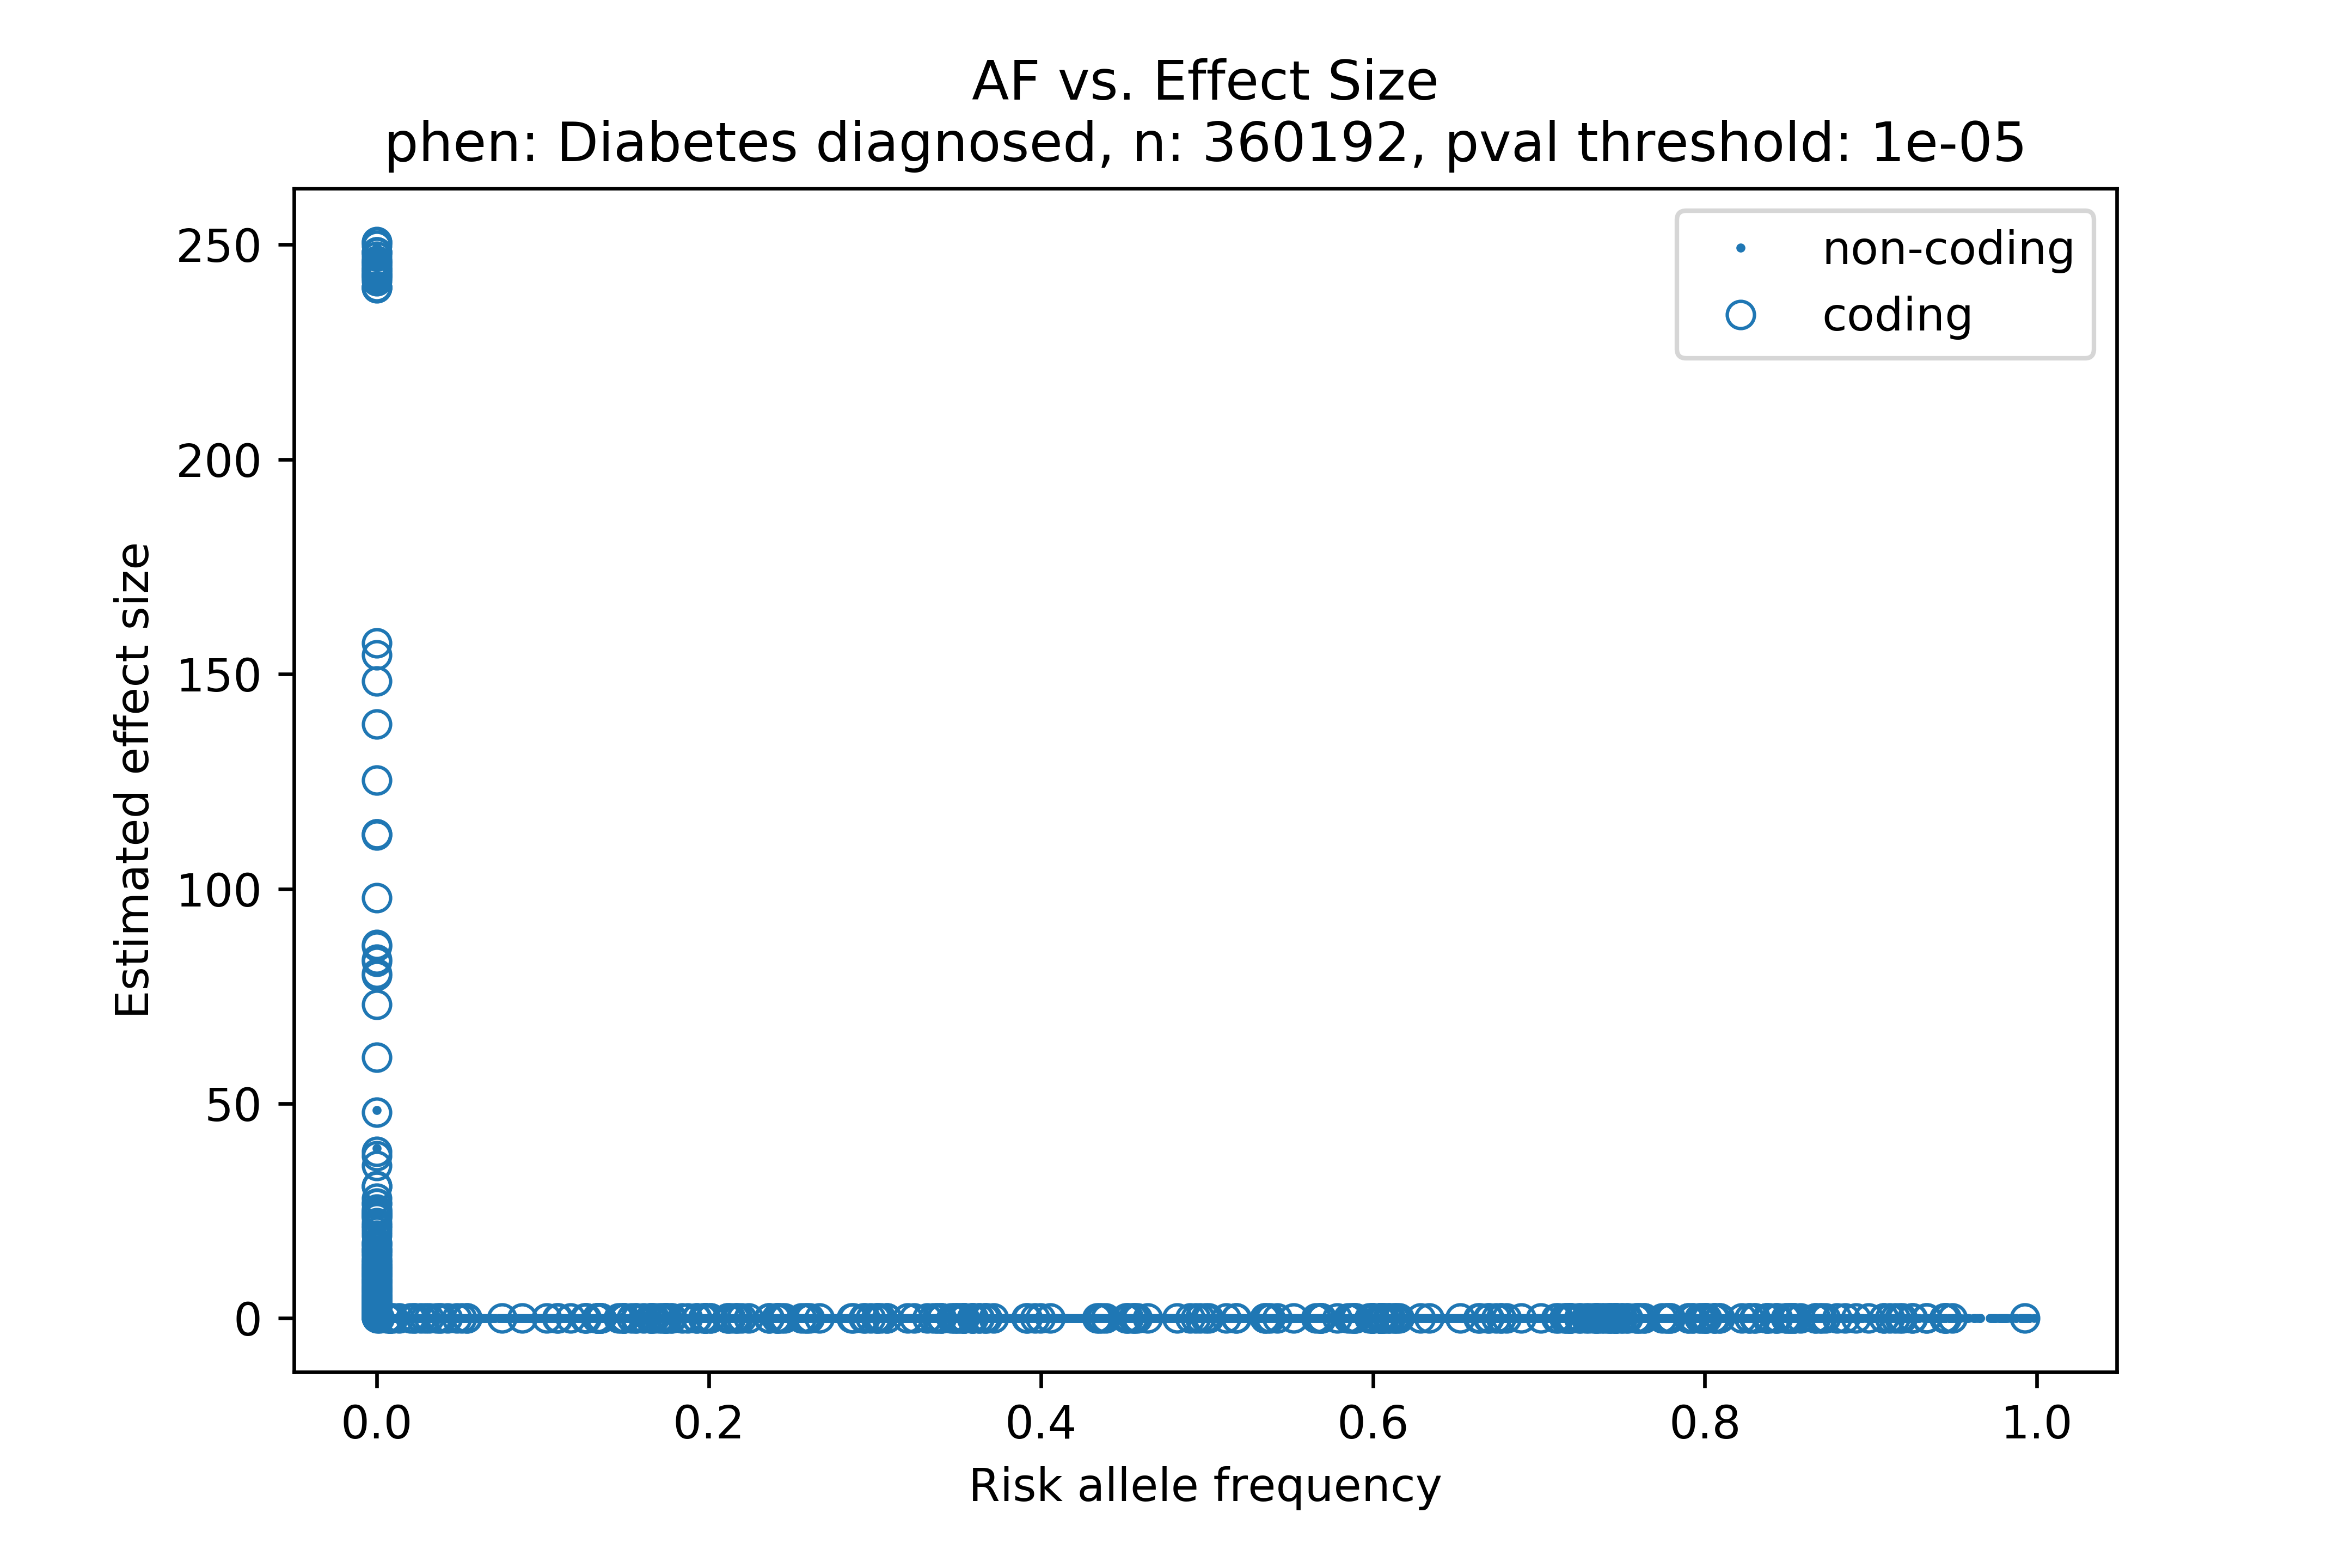 AF vs. Effect Size
phen: Diabetes diagnosed, n: 360192, pval threshold: 1e-05
non-coding
coding
250
200
150
100
50
0
Estimated effect size
0.0 0.2 0.4 0.6 0.8 1.0
Risk allele frequency